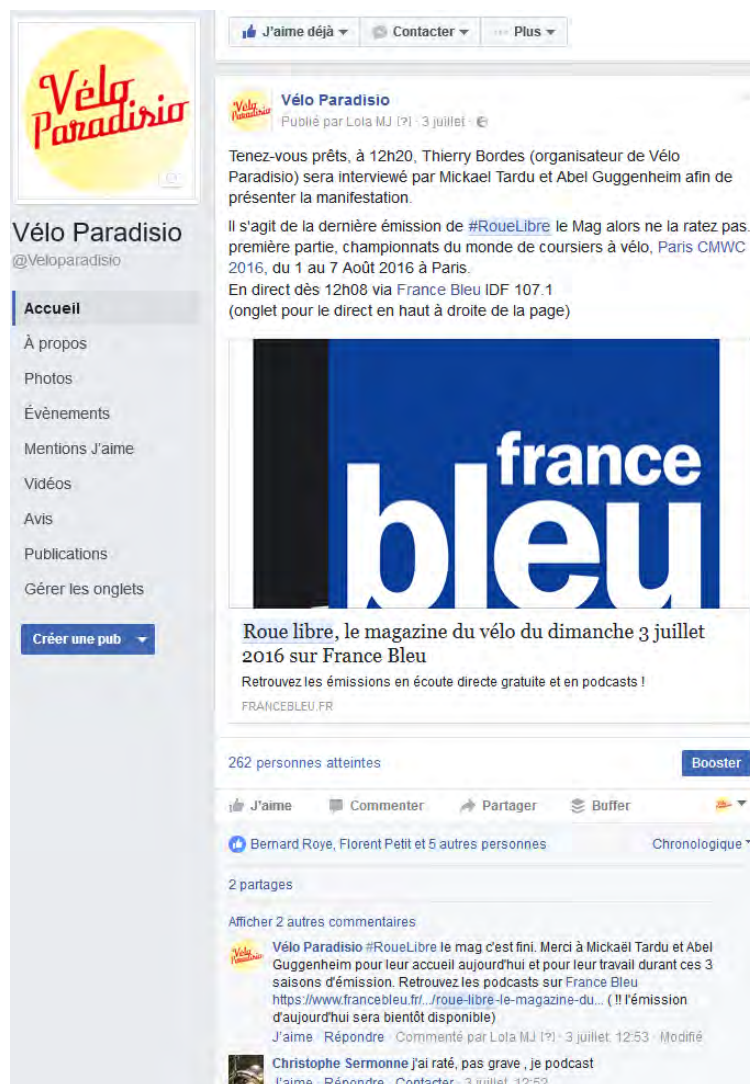 J'aime déjà
Contacter
Plus
Vélo
Paradisio
Vélo Paradisio
@Veloparadisio
Accueil
À propos
Photos
Évènements
Mentions J'aime
Vidéos
Avis
Publications
Gérer les onglets
Créer une pub
Vélo Paradisio
Vélo Paradisio
Publié par Lola MJ [?] · 3 juillet ·
Tenez-vous prêts, à 12h20, Thierry Bordes (organisateur de Vélo
Paradisio) sera interviewé par Mickael Tardu et Abel Guggenheim afin de
présenter la manifestation.
Il s'agit de la dernière émission de #RoueLibre le Mag alors ne la ratez pas.
première partie, championnats du monde de coursiers à vélo, Paris CMWC
2016, du 1 au 7 Août 2016 à Paris.
En direct dès 12h08 via France Bleu IDF 107.1
(onglet pour le direct en haut à droite de la page)
france
bleu
Roue libre, le magazine du vélo du dimanche 3 juillet
2016 sur France Bleu
Retrouvez les émissions en écoute directe gratuite et en podcasts !
FRANCEBLEU.FR
262 personnes atteintes
Booster
J'aime Commenter Partager Buffer
Bernard Roye, Florent Petit et 5 autres personnes
Chronologique
2 partages
Afficher 2 autres commentaires
Vélo Paradisio #RoueLibre le mag c'est fini. Merci à Mickaël Tardu et Abel
Guggenheim pour leur accueil aujourd'hui et pour leur travail durant ces 3
saisons d'émission. Retrouvez les podcasts sur France Bleu
https://www.francebleu.fr/.../roue-libre-le-magazine-du... ( !! l'émission
d'aujourd'hui sera bientôt disponible)
J'aime · Répondre · Commenté par Lola MJ [?] · 3 juillet, 12:53 · Modifié
Christophe Sermonne j'ai raté, pas grave , je podcast
J'aime · Répondre · Contacter · 3 juillet, 12:52